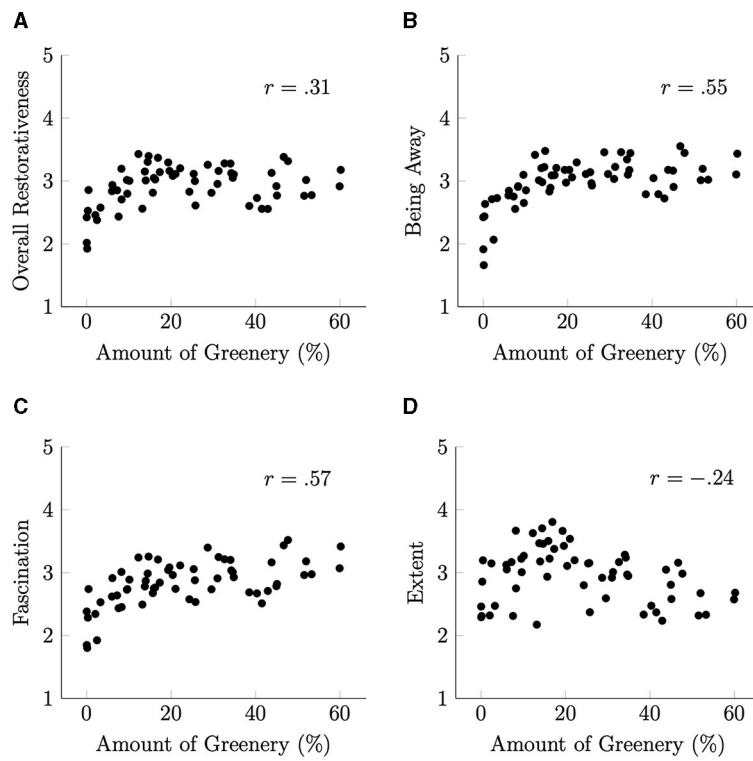 A
5
4
3
2
1
Overall Restorativeness
r = .31
0 20 40 60
Amount of Greenery (%)
B
5
4
3
2
1
Being Away
r = .55
0 20 40 60
Amount of Greenery (%)
C
5
4
3
2
1
Fascination
r = .57
0 20 40 60
Amount of Greenery (%)
D
5
4
3
2
1
Extent
r = −.24
0 20 40 60
Amount of Greenery (%)